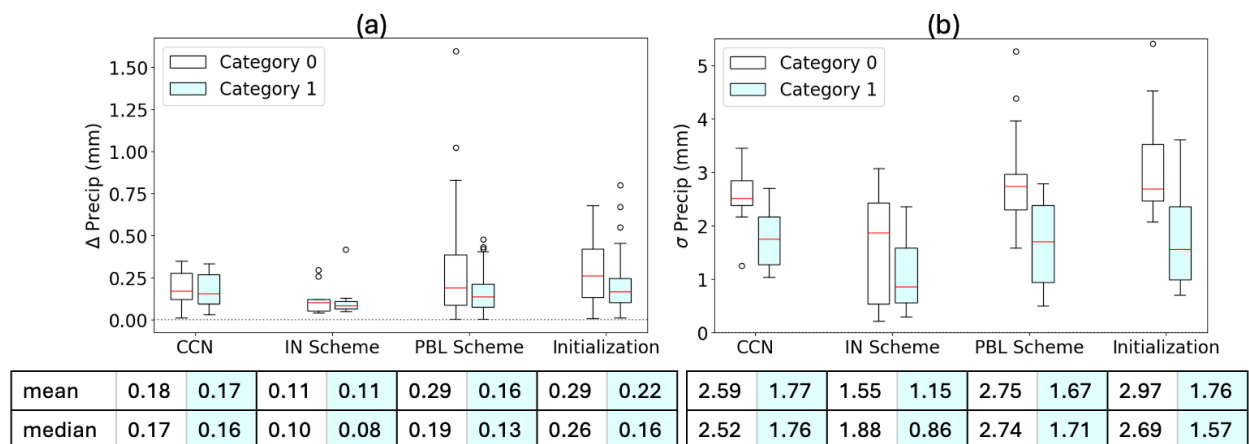 (a)
Category 0
Category 1
Δ Precip (mm)
1.50
1.25
1.00
0.75
0.50
0.25
0.00
CCN IN Scheme PBL Scheme Initialization
(b)
Category 0
Category 1
σ Precip (mm)
5
4
3
2
1
0
CCN IN Scheme PBL Scheme Initialization
mean 0.18 0.17 0.11 0.11 0.29 0.16 0.29 0.22 2.59 1.77 1.55 1.15 2.75 1.67 2.97 1.76
median 0.17 0.16 0.10 0.08 0.19 0.13 0.26 0.16 2.52 1.76 1.88 0.86 2.74 1.71 2.69 1.57